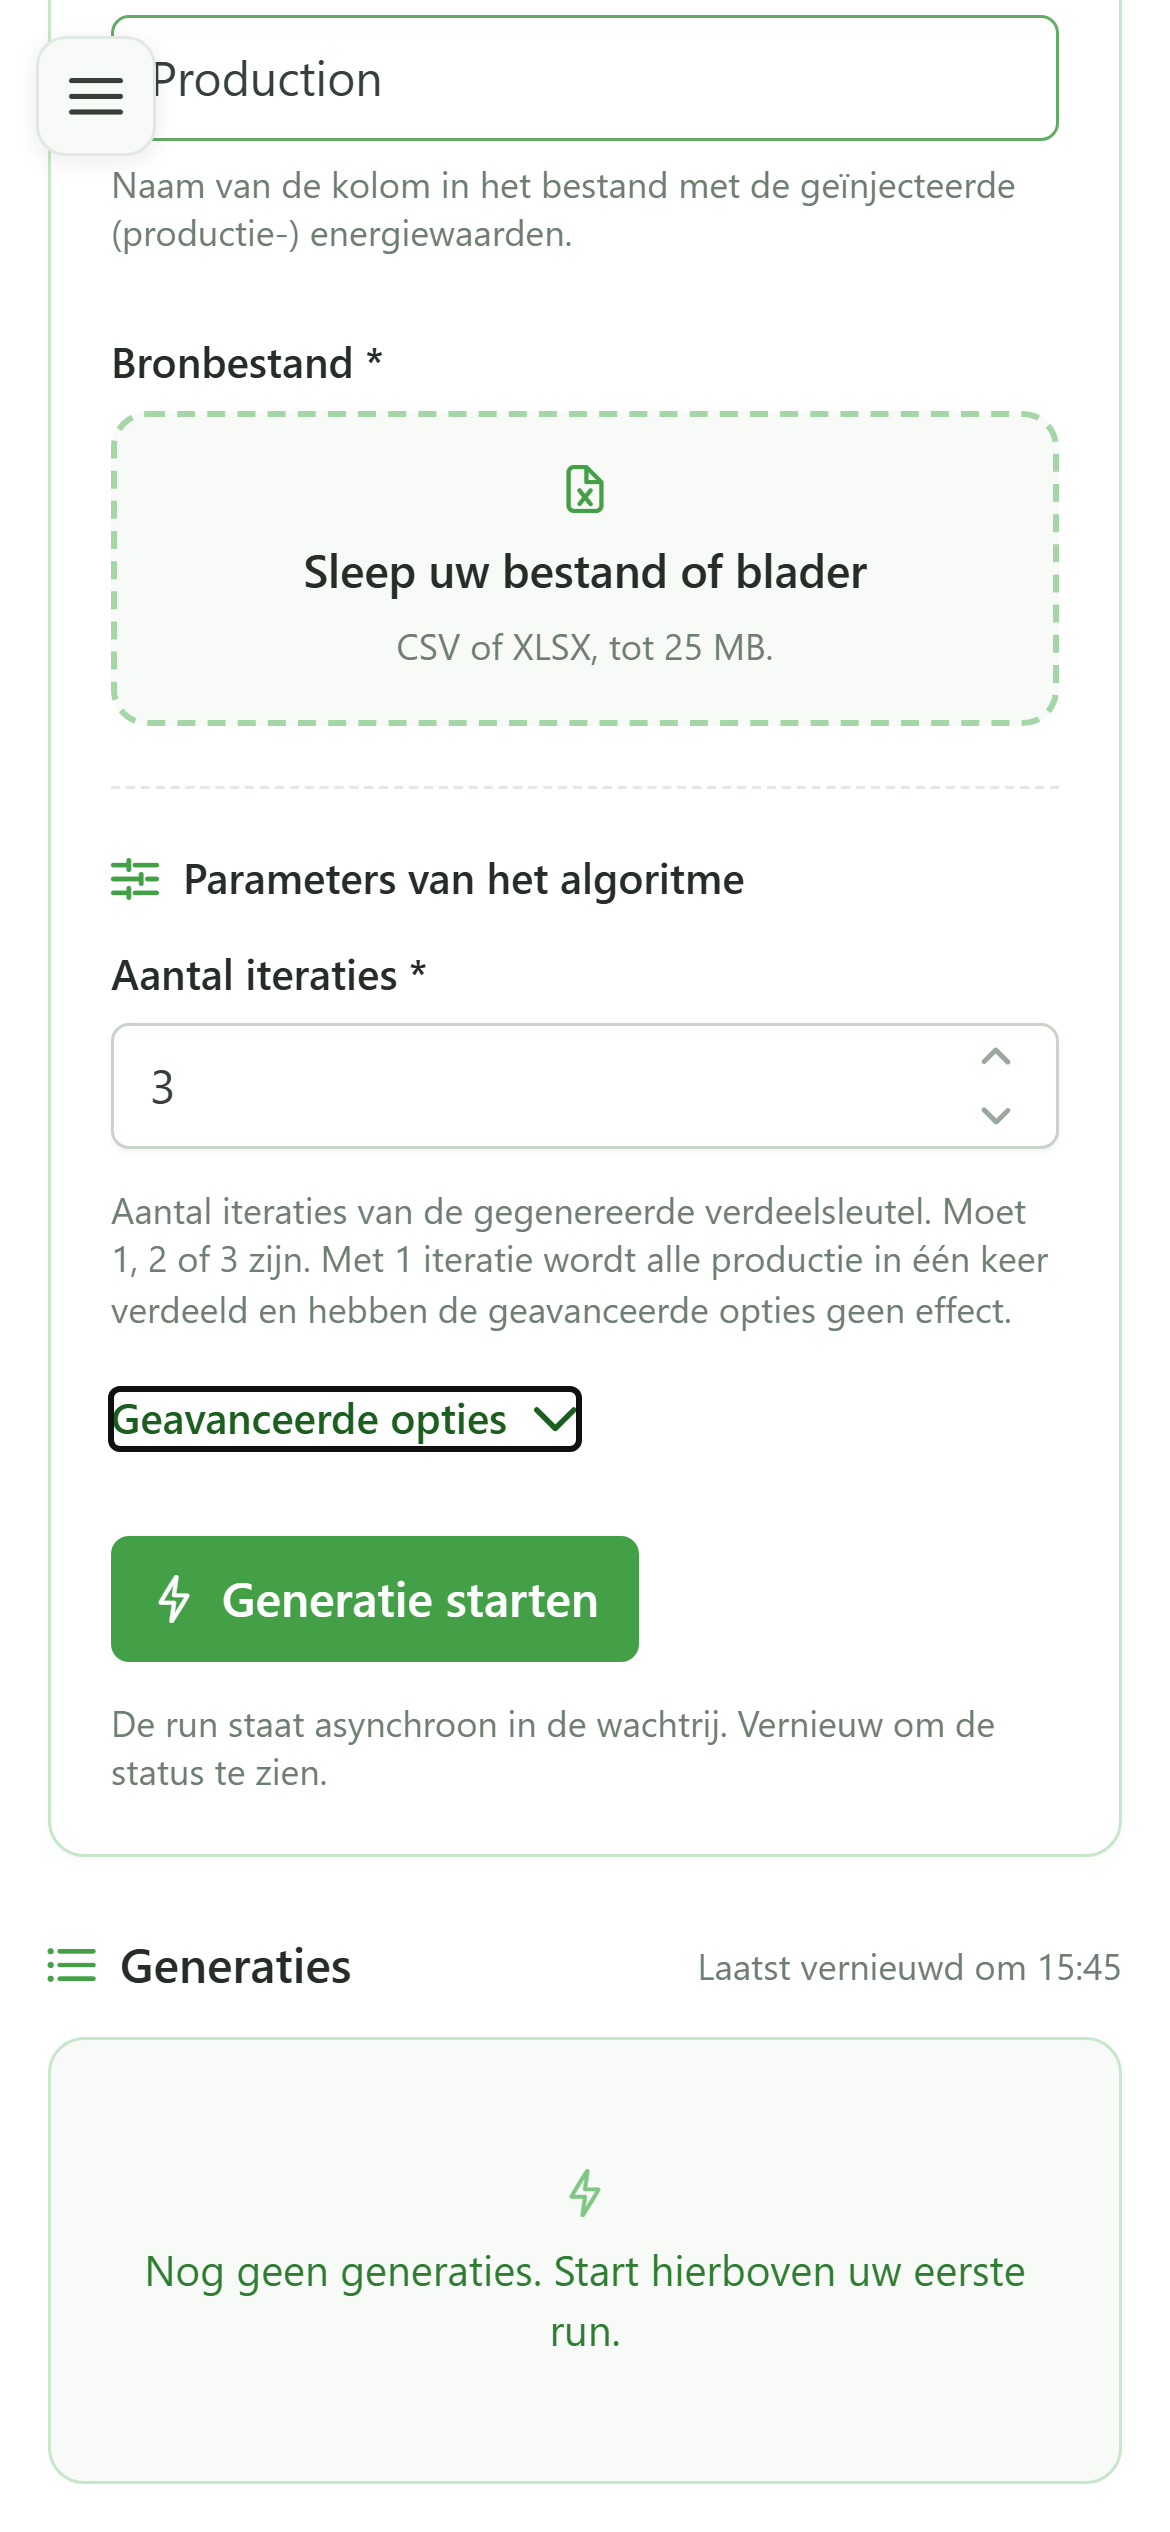 Production
Naam van de kolom in het bestand met de geïnjecteerde
(productie-) energiewaarden.
Bronbestand *
Sleep uw bestand of blader
CSV of XLSX, tot 25 MB.
Parameters van het algoritme
Aantal iteraties *
3
Aantal iteraties van de gegenereerde verdeelsleutel. Moet
1, 2 of 3 zijn. Met 1 iteratie wordt alle productie in één keer
verdeeld en hebben de geavanceerde opties geen effect.
Geavanceerde opties
Generatie starten
De run staat asynchroon in de wachtrij. Vernieuw om de
status te zien.
Generaties
Laatst vernieuwd om 15:45
Nog geen generaties. Start hierboven uw eerste
run.